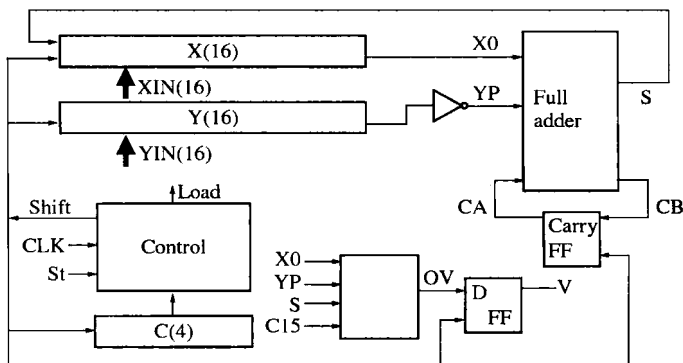 X(16)
X0
XIN(16)
Y(16)
YP
YIN(16)
Full
adder
S
Load
Shift
CLK
St
Control
C(4)
CA
CB
Carry
FF
X0
YP
S
C15
OV
D
FF
V